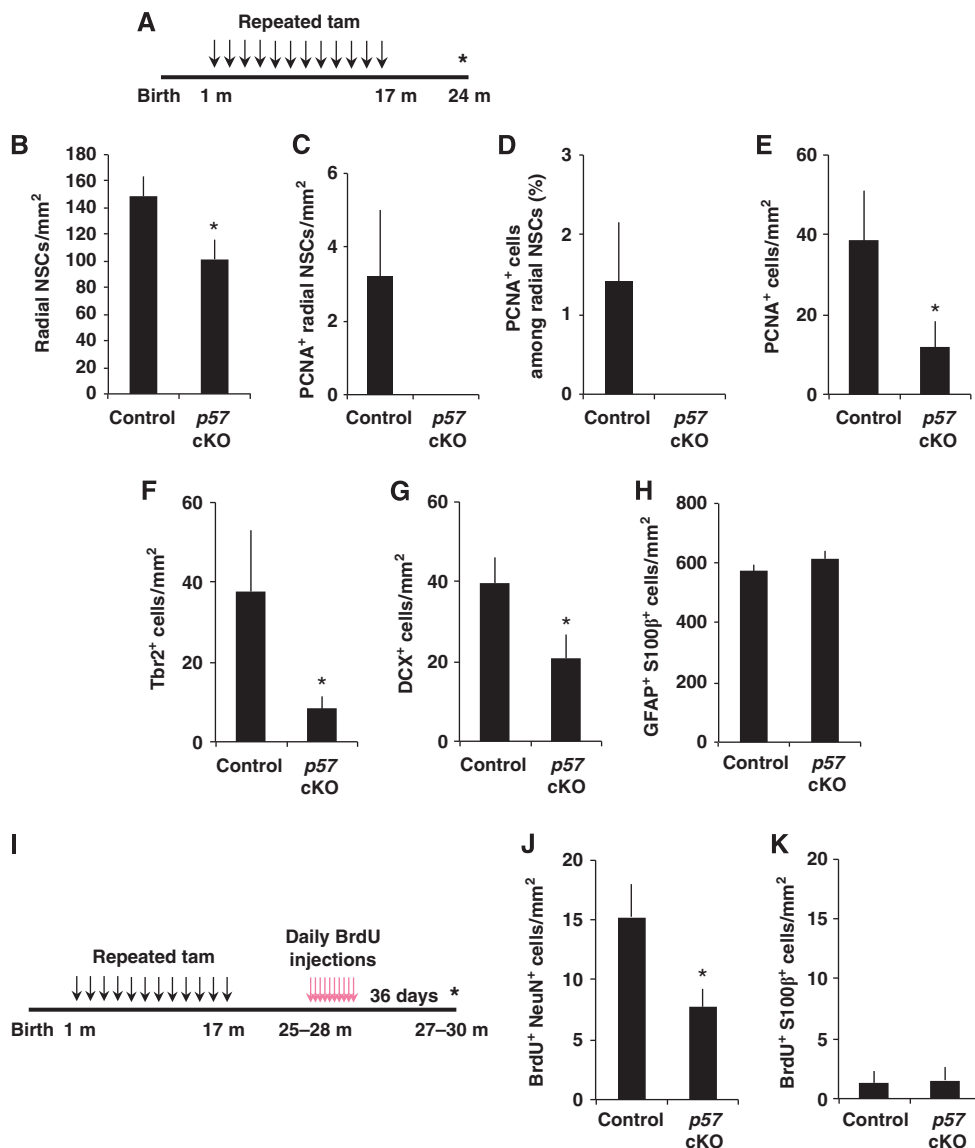 A
Repeated tam
*
Birth 1 m 17 m 24 m
B
Radial NSCs/mm²
180
160
140
120
100
80
60
40
20
0
*
Control p57
cKO
C
PCNA⁺ radial NSCs/mm²
6
4
2
0
Control p57
cKO
D
PCNA⁺ cells
among radial NSCs (%)
3
2
1
0
Control p57
cKO
E
PCNA⁺ cells/mm²
60
40
20
0
*
Control p57
cKO
F
Tbr2⁺ cells/mm²
60
40
20
0
*
Control p57
cKO
G
DCX⁺ cells/mm²
60
40
20
0
*
Control p57
cKO
H
GFAP⁺ S100β⁺ cells/mm²
800
600
400
200
0
Control p57
cKO
I
Repeated tam
Daily BrdU
injections
36 days *
Birth 1 m 17 m 25–28 m 27–30 m
J
BrdU⁺ NeuN⁺ cells/mm²
20
15
10
5
0
*
Control p57
cKO
K
BrdU⁺ S100β⁺ cells/mm²
20
15
10
5
0
Control p57
cKO